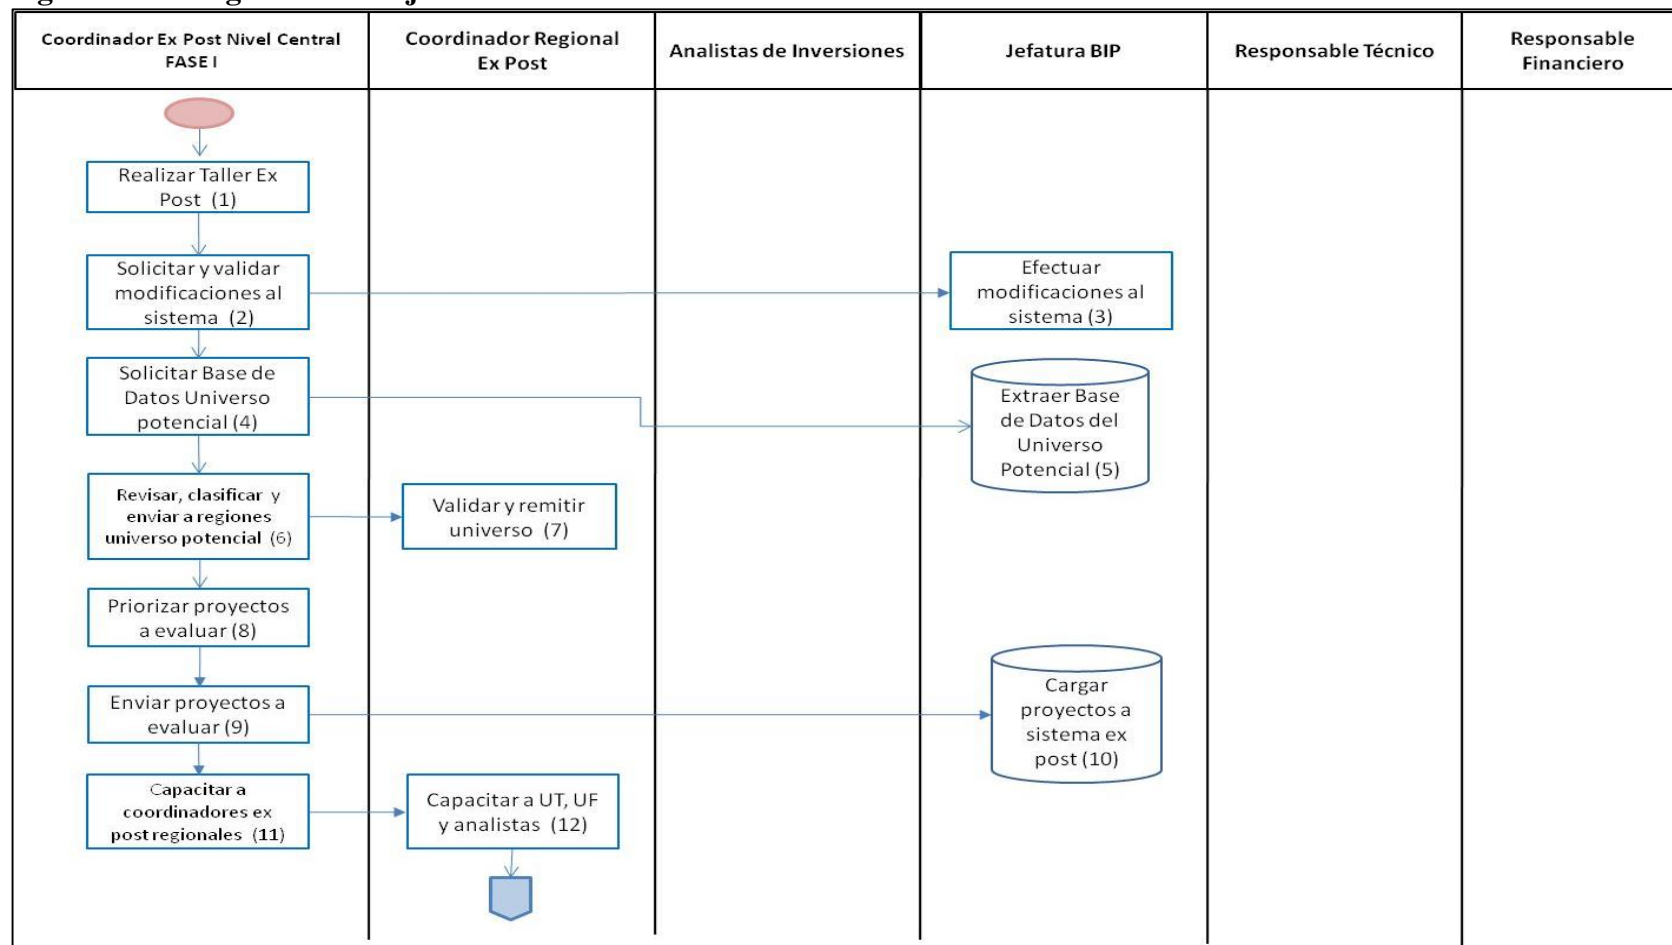 Coordinador Ex Post Nivel Central
FASE I
Coordinador Regional
Ex Post
Analistas de Inversiones
Jefatura BIP
Responsable Técnico
Responsable
Financiero
Realizar Taller Ex
Post (1)
Solicitar y validar
modificaciones al
sistema (2)
Efectuar
modificaciones al
sistema (3)
Solicitar Base de
Datos Universo
potencial (4)
Extraer Base
de Datos del
Universo
Potencial (5)
Revisar, clasificar y
enviar a regiones
universo potencial (6)
Validar y remitir
universo (7)
Priorizar proyectos
a evaluar (8)
Enviar proyectos a
evaluar (9)
Cargar
proyectos a
sistema ex
post (10)
Capacitar a
coordinadores ex
post regionales (11)
Capacitar a UT, UF
y analistas (12)